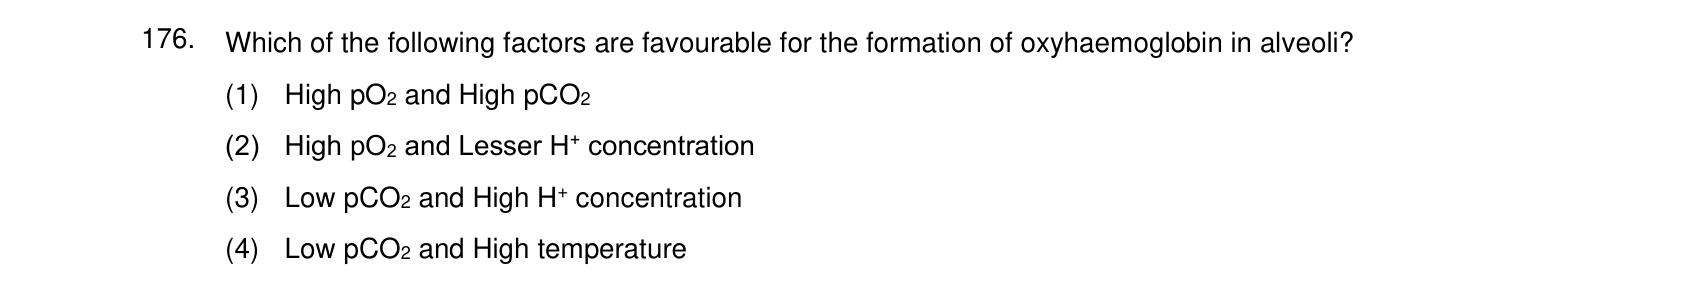 176. Which of the following factors are favourable for the formation of oxyhaemoglobin in alveoli?
(1) High pO₂ and High pCO₂
(2) High pO₂ and Lesser H⁺ concentration
(3) Low pCO₂ and High H⁺ concentration
(4) Low pCO₂ and High temperature